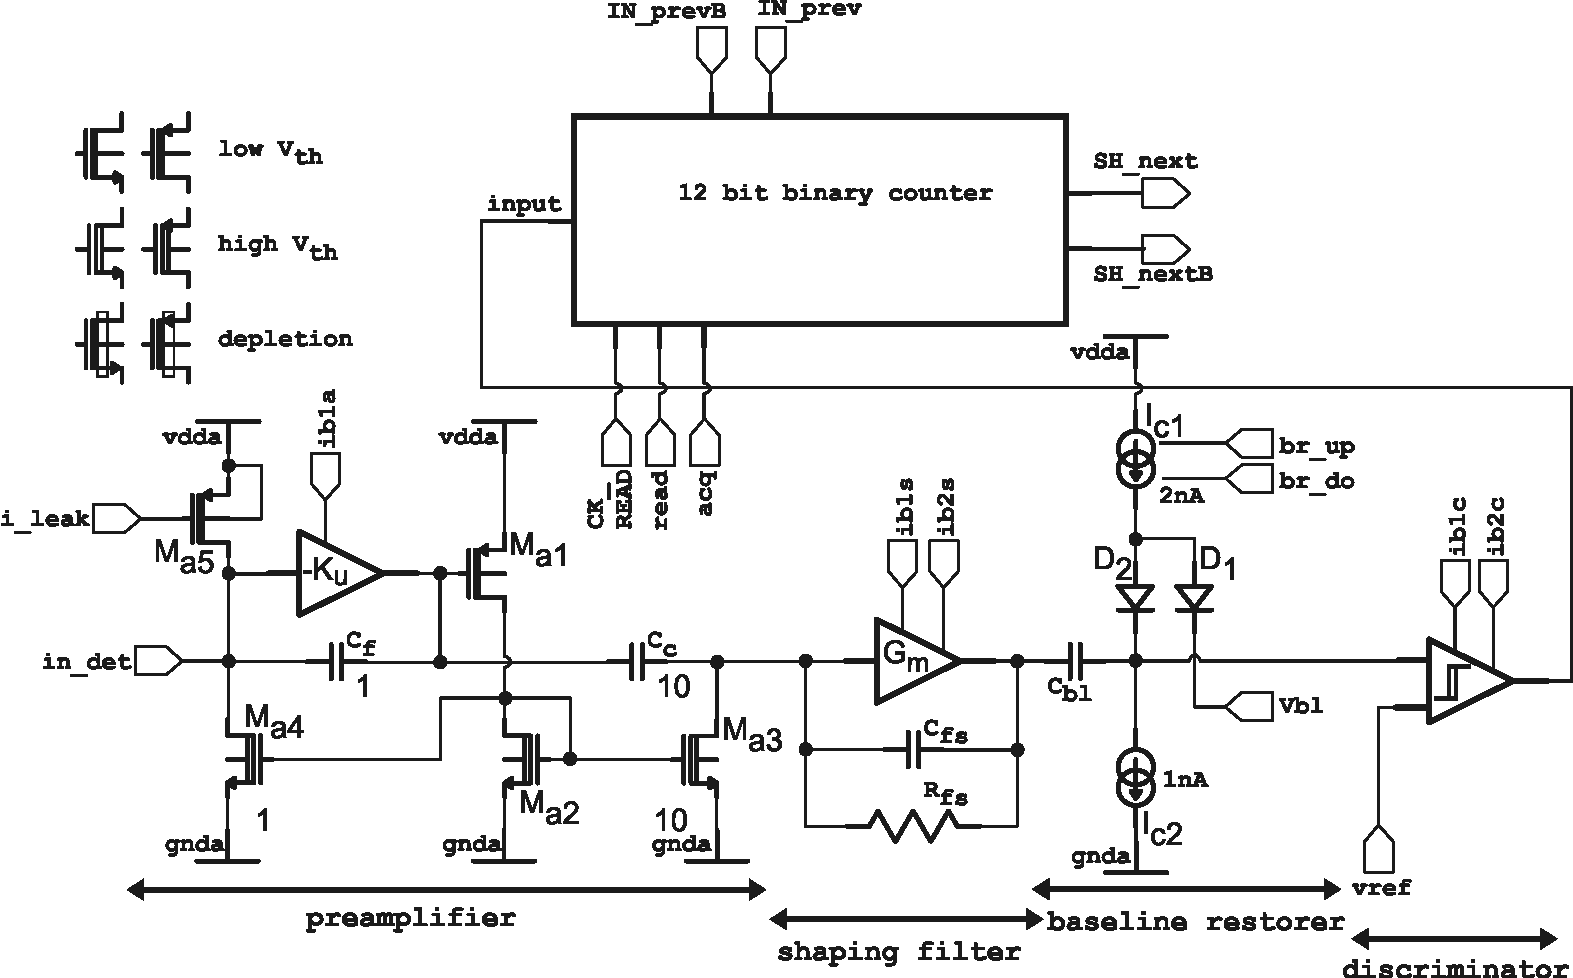 IN_prevB
IN_prev
low Vth
high Vth
depletion
12 bit binary counter
input
SH_next
SH_nextB
CK_
READ
read
acq
vdda
Ic1
br_up
br_do
2nA
vdda
ib1a
vdda
i_leak
Ma5
-Ku
Ma1
ib1s
ib2s
ib1c
ib2c
D2
D1
in_det
Cf
1
Cc
10
Gm
Cbl
Vbl
Ma4
1
Ma2
Ma3
10
Cfs
Rfs
1nA
Ic2
gnda
gnda
gnda
gnda
vref
preamplifier
shaping filter
baseline restorer
discriminator